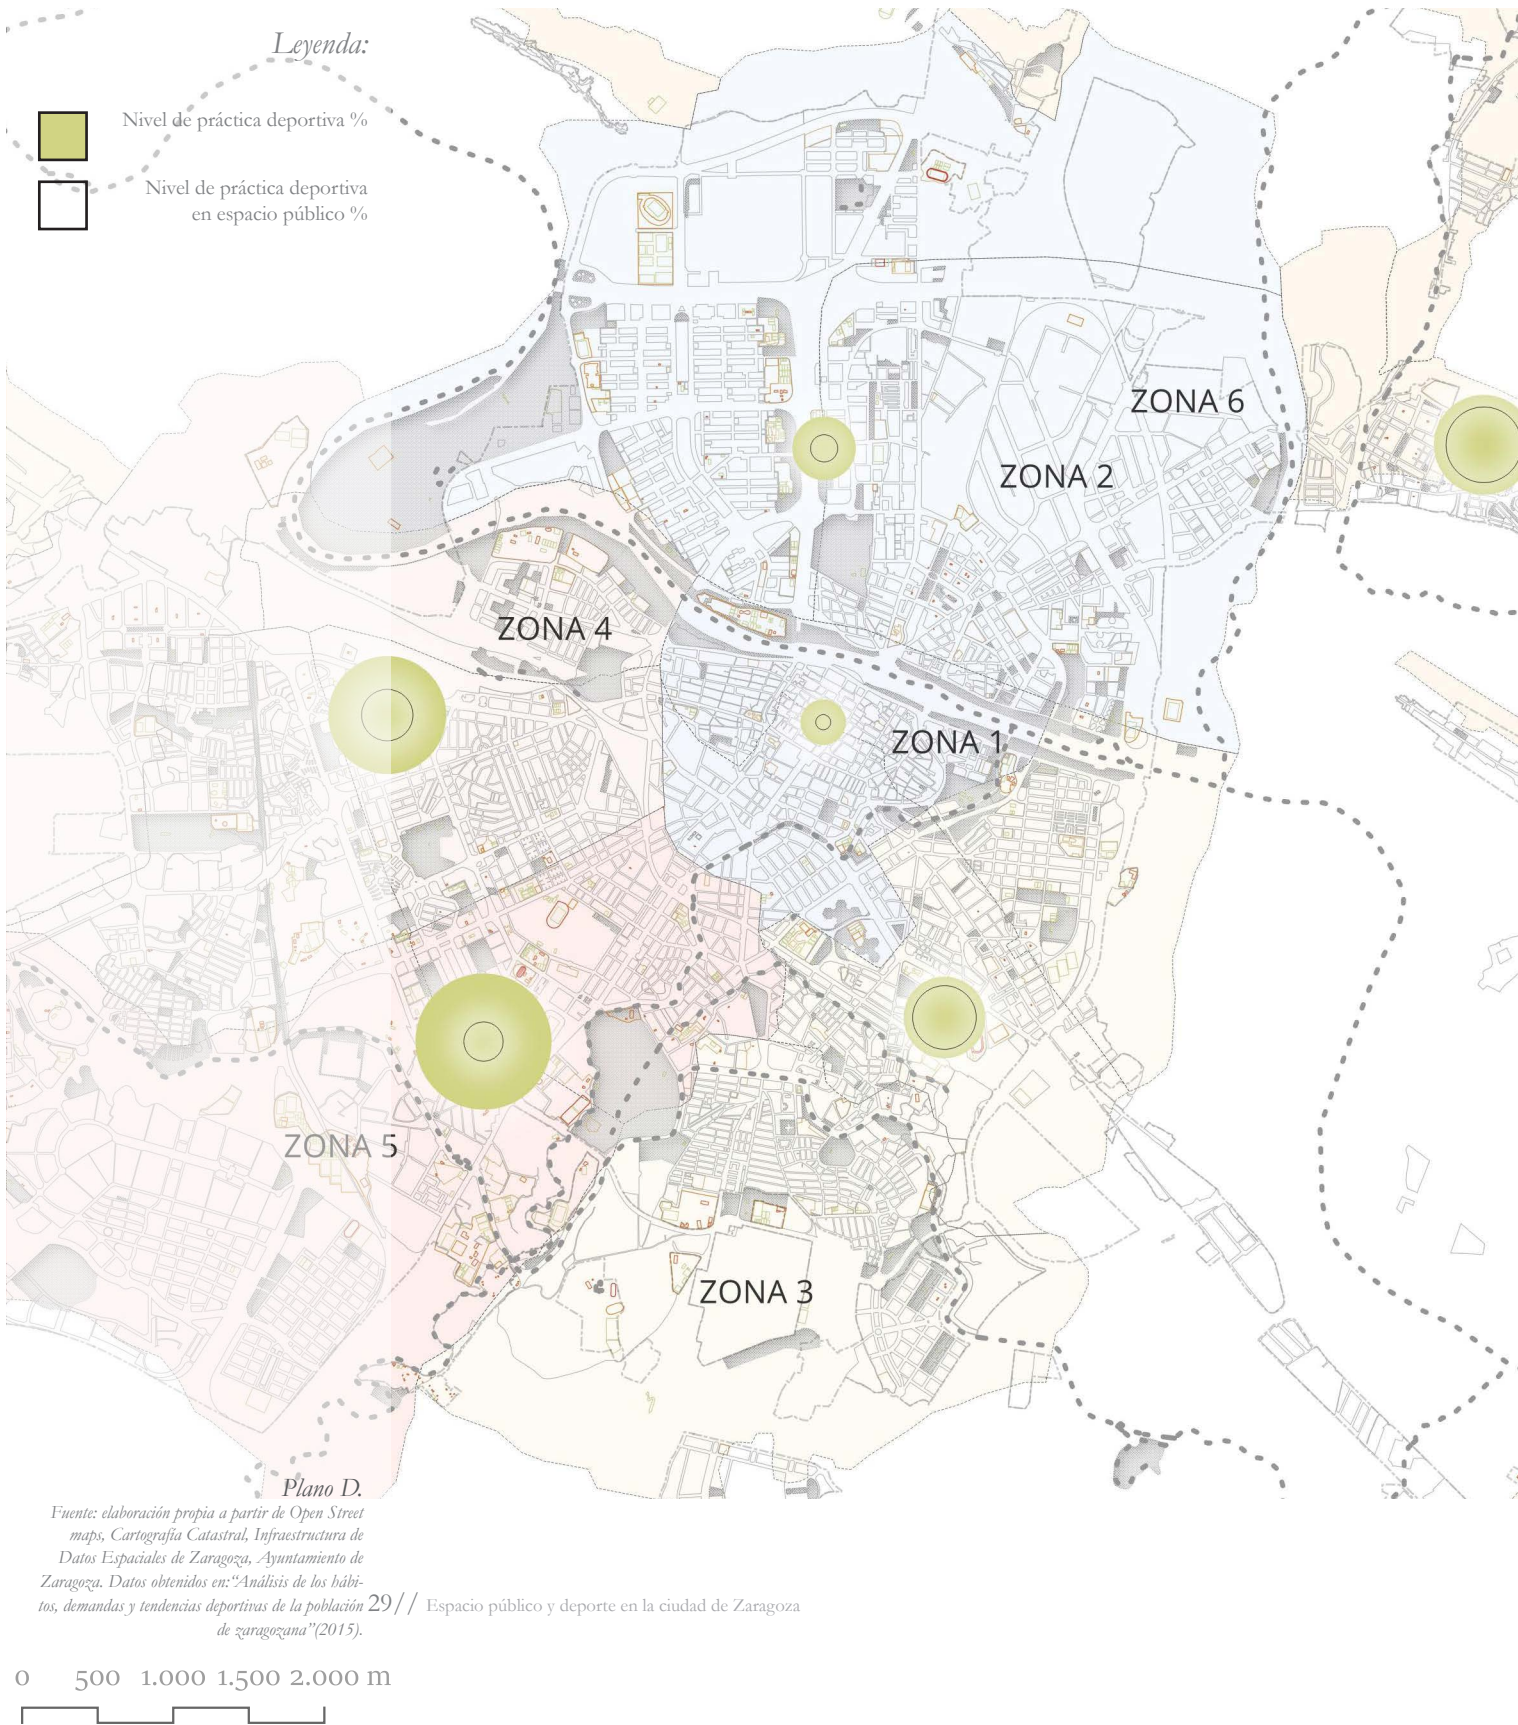 Leyenda:
Nivel de práctica deportiva %
Nivel de práctica deportiva
en espacio público %
ZONA 6
ZONA 2
ZONA 4
ZONA 1
ZONA 5
ZONA 3
Plano D.
Fuente: elaboración propia a partir de Open Street
maps, Cartografía Catastral, Infraestructura de
Datos Espaciales de Zaragoza, Ayuntamiento de
Zaragoza. Datos obtenidos en:“Análisis de los hábi-
tos, demandas y tendencias deportivas de la población
de zaragozana”(2015).
29// Espacio público y deporte en la ciudad de Zaragoza
0 500 1.000 1.500 2.000 m